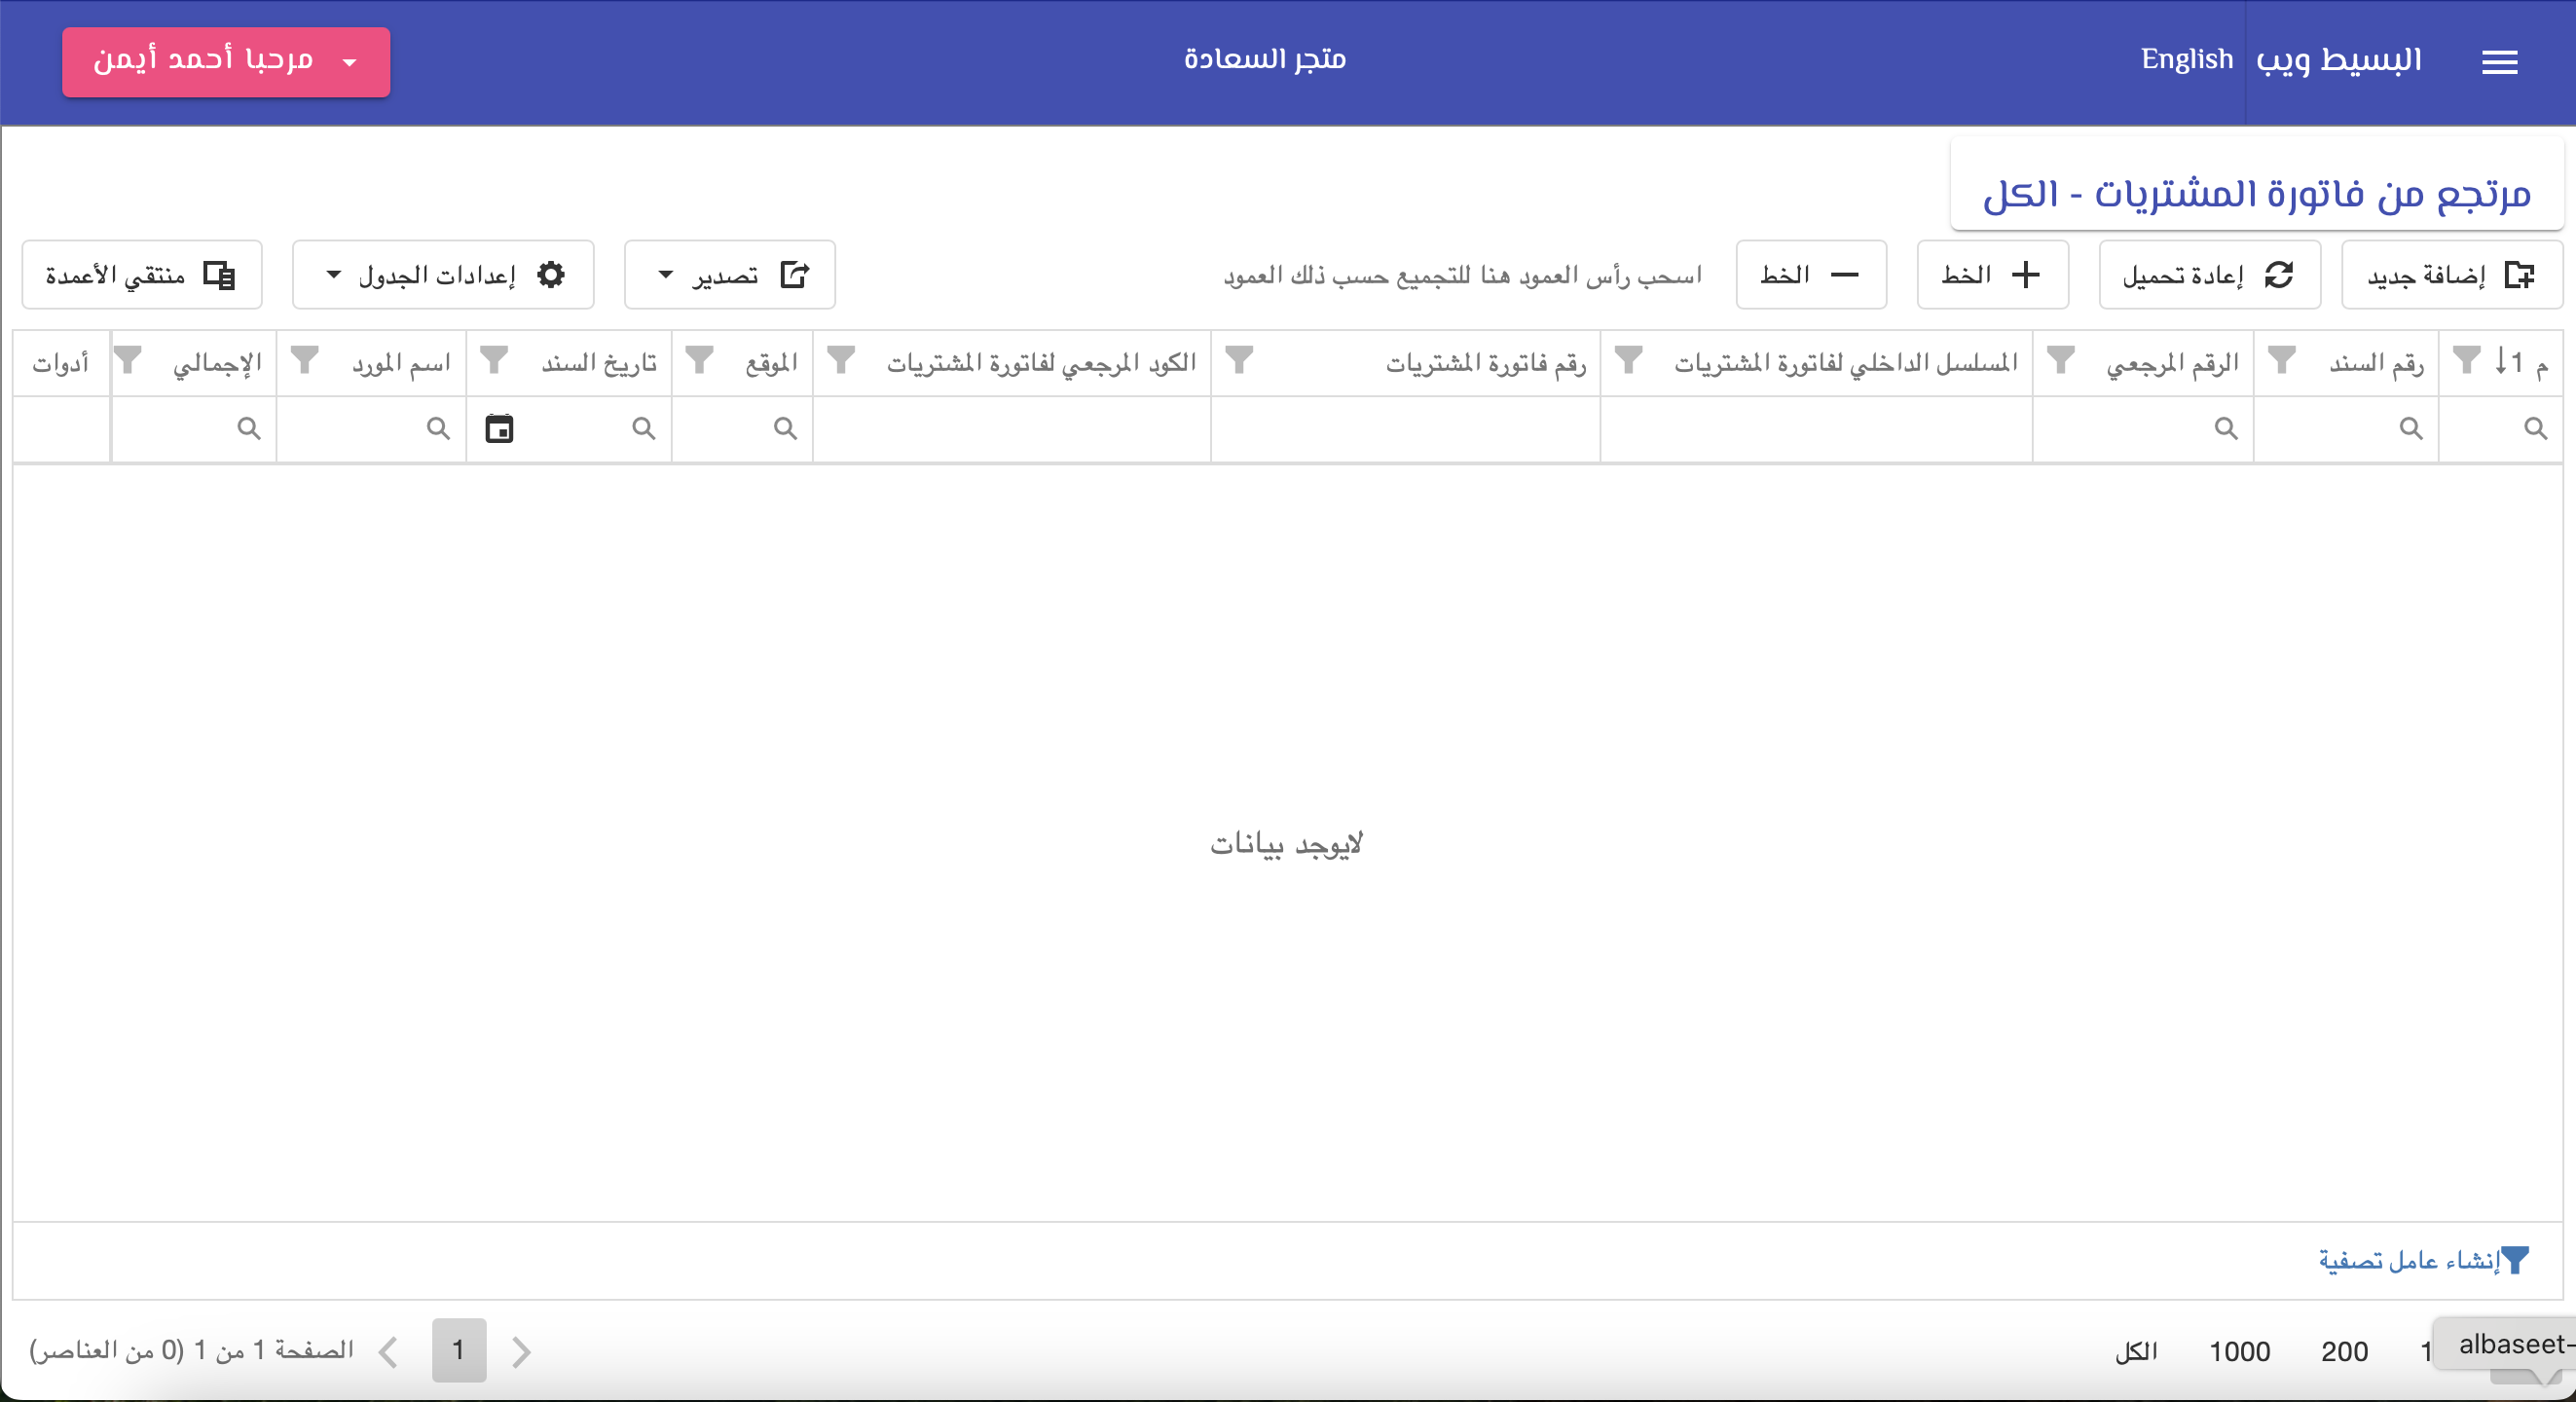 البسيط ويب English متجر السعادة مرحبا أحمد أيمن
مرتجع من فاتورة المشتريات - الكل
إضافة جديد إعادة تحميل الخط الخط اسحب رأس العمود هنا للتجميع حسب ذلك العمود تصدير إعدادات الجدول منتقي الأعمدة
م 1 رقم السند الرقم المرجعي المسلسل الداخلي لفاتورة المشتريات رقم فاتورة المشتريات الكود المرجعي لفاتورة المشتريات الموقع تاريخ السند اسم المورد الإجمالي أدوات
لايوجد بيانات
إنشاء عامل تصفية
200 1000 الكل 1 الصفحة 1 من 1 (0 من العناصر)
albaseet-